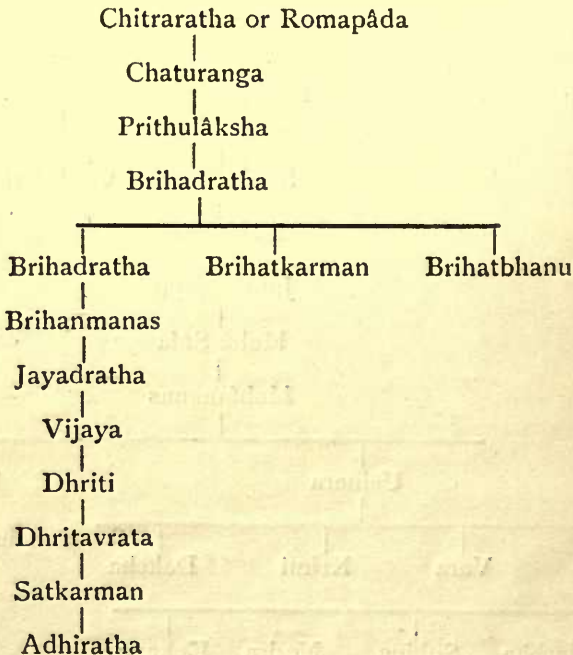 Chitraratha or Romapâda
Chaturanga
Prithulâksha
Brihadratha
Brihadratha Brihatkarman Brihatbhanu
Brihanmanas
Jayadratha
Vijaya
Dhriti
Dhritavrata
Satkarman
Adhiratha